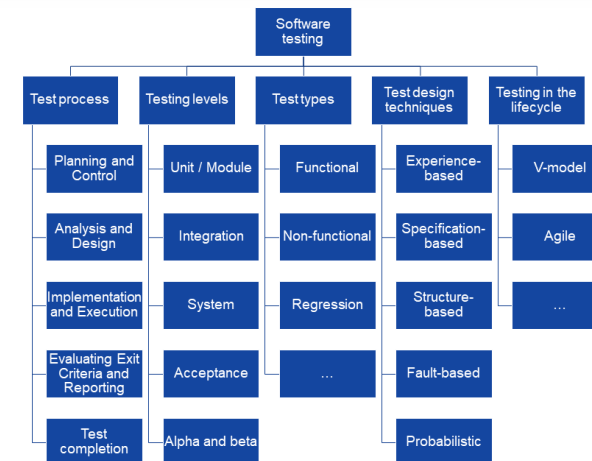 Software
testing
Test process
Testing levels
Test types
Test design
techniques
Testing in the
lifecycle
Planning and
Control
Unit / Module
Functional
Experience-
based
V-model
Analysis and
Design
Integration
Non-functional
Specification-
based
Agile
Implementation
and Execution
System
Regression
Structure-
based
...
Evaluating Exit
Criteria and
Reporting
Acceptance
...
Fault-based
Test
completion
Alpha and beta
Probabilistic